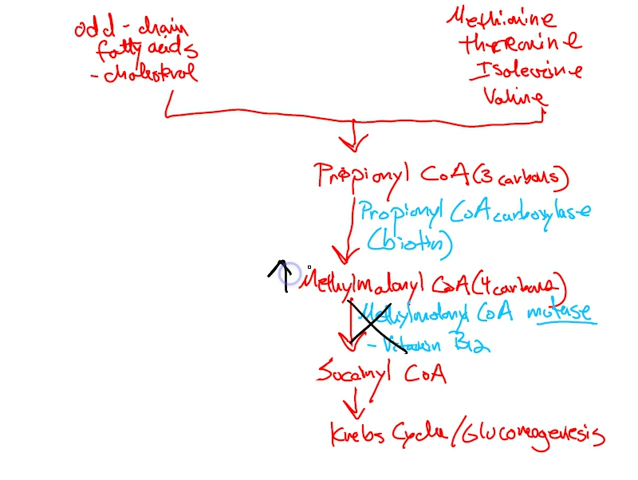 odd-chain
fatty acids
- cholesterol
Methionine
threonine
Isoleucine
Valine
Propionyl CoA (3 carbons)
Propionyl CoA carboxylase
(biotin)
Methylmalonyl CoA (4 carbons)
Methylmalonyl CoA mutase
- Vitamin B12
Succinyl CoA
Krebs Cycle/Gluconeogenesis